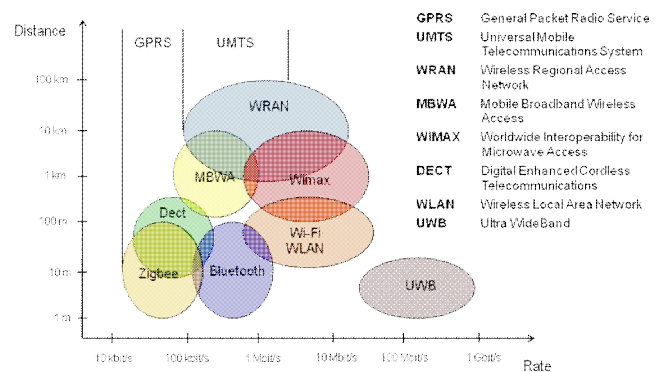 Distance
GPRS
UMTS
100 km
10 km
1 km
100 m
10 m
1 m
WRAN
MBWA
Wimax
Dect
Wi-Fi
WLAN
Zigbee
Bluetooth
UWB
10 kbit/s
100 kbit/s
1 Mbit/s
10 Mbit/s
100 Mbit/s
1 Gbit/s
Rate
GPRS General Packet Radio Service
UMTS Universal Mobile
Telecommunications System
WRAN Wireless Regional Access
Network
MBWA Mobile Broadband Wireless
Access
WIMAX Worldwide Interoperability for
Microwave Access
DECT Digital Enhanced Cordless
Telecommunications
WLAN Wireless Local Area Network
UWB Ultra WideBand